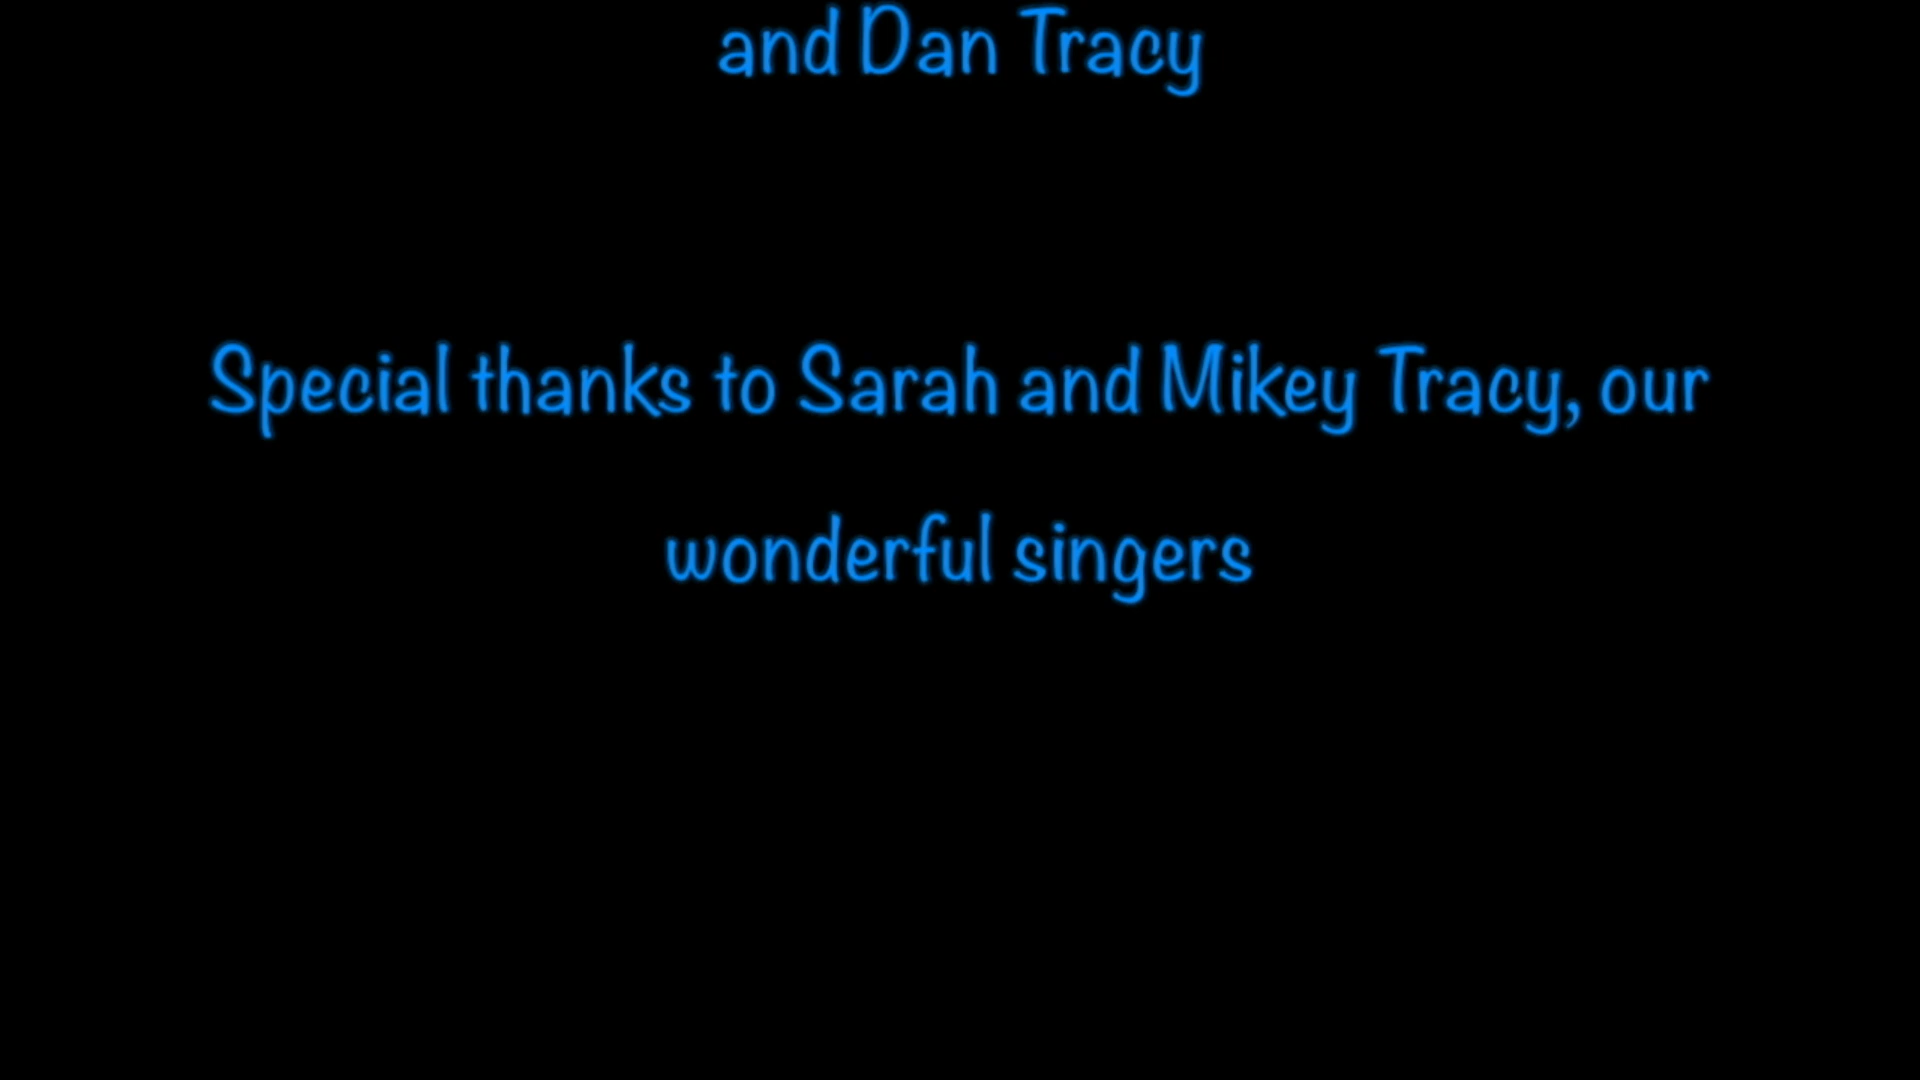 and Dan Tracy
Special thanks to Sarah and Mikey Tracy, our
wonderful singers